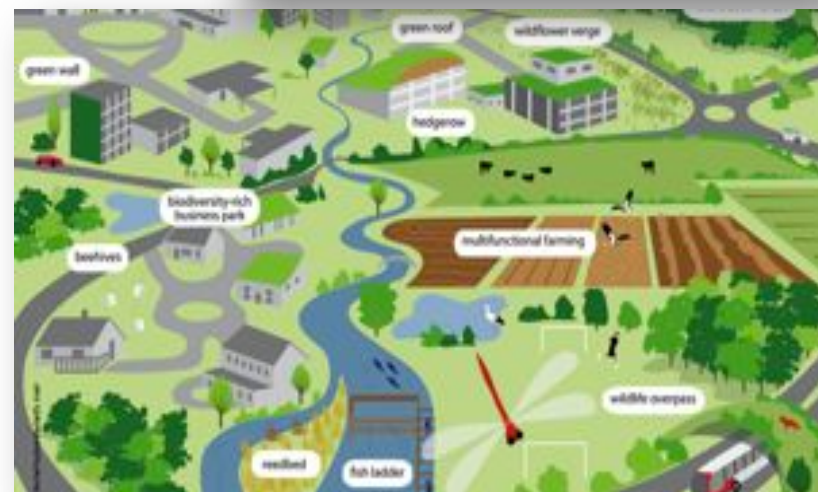 green roof
wildflower verge
green wall
hedgerow
biodiversity-rich
business park
multifunctional farming
beehives
wildlife overpass
reedbed
fish ladder